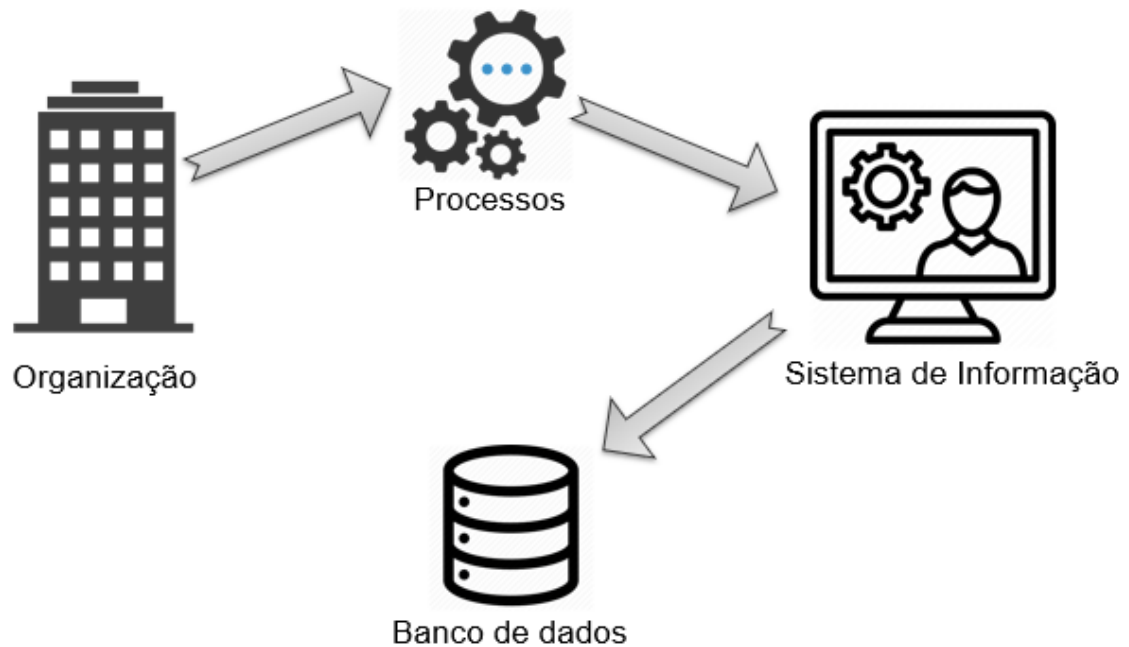 Processos
Organização
Sistema de Informação
Banco de dados